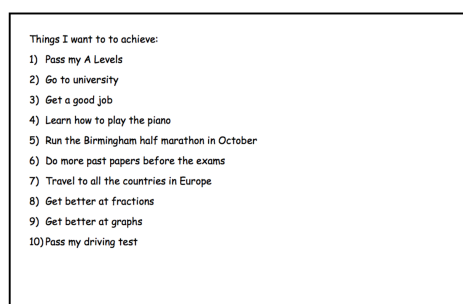 Things I want to to achieve:
1) Pass my A Levels
2) Go to university
3) Get a good job
4) Learn how to play the piano
5) Run the Birmingham half marathon in October
6) Do more past papers before the exams
7) Travel to all the countries in Europe
8) Get better at fractions
9) Get better at graphs
10) Pass my driving test